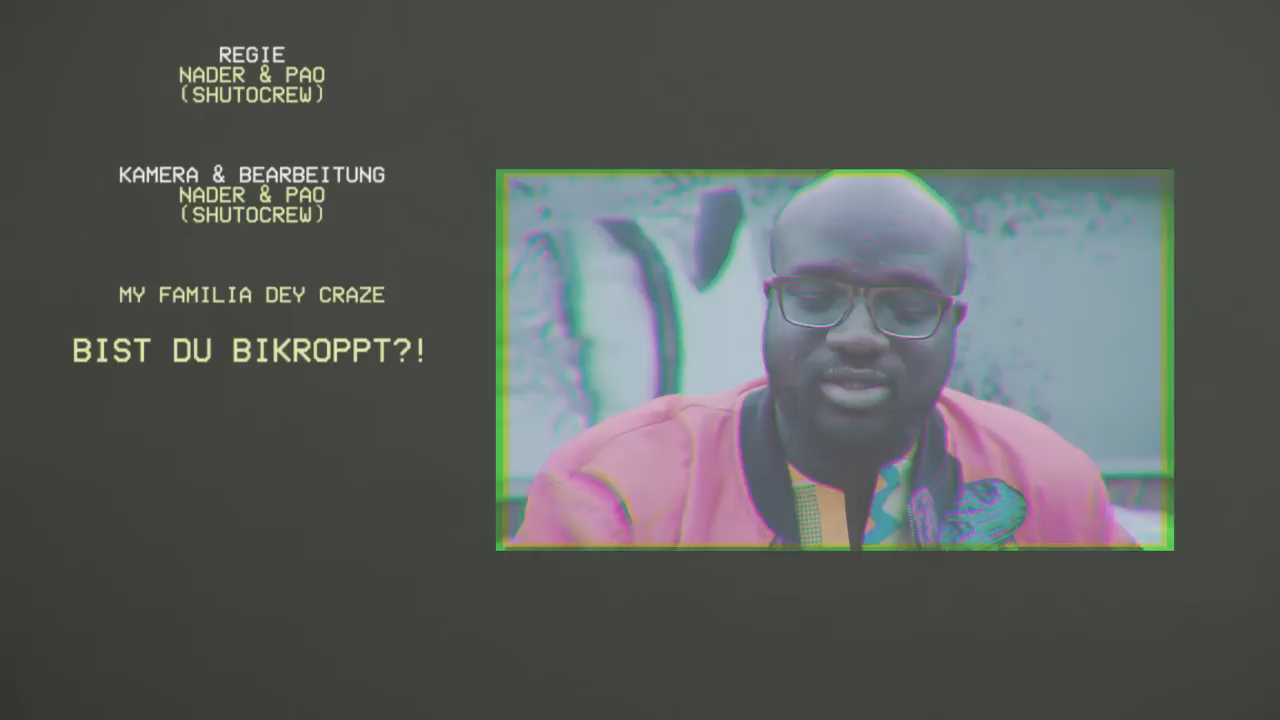 REGIE
NADER & PAO
(SHUTOCREW)
KAMERA & BEARBEITUNG
NADER & PAO
(SHUTOCREW)
MY FAMILIA DEY CRAZE
BIST DU BIKROPPT?!